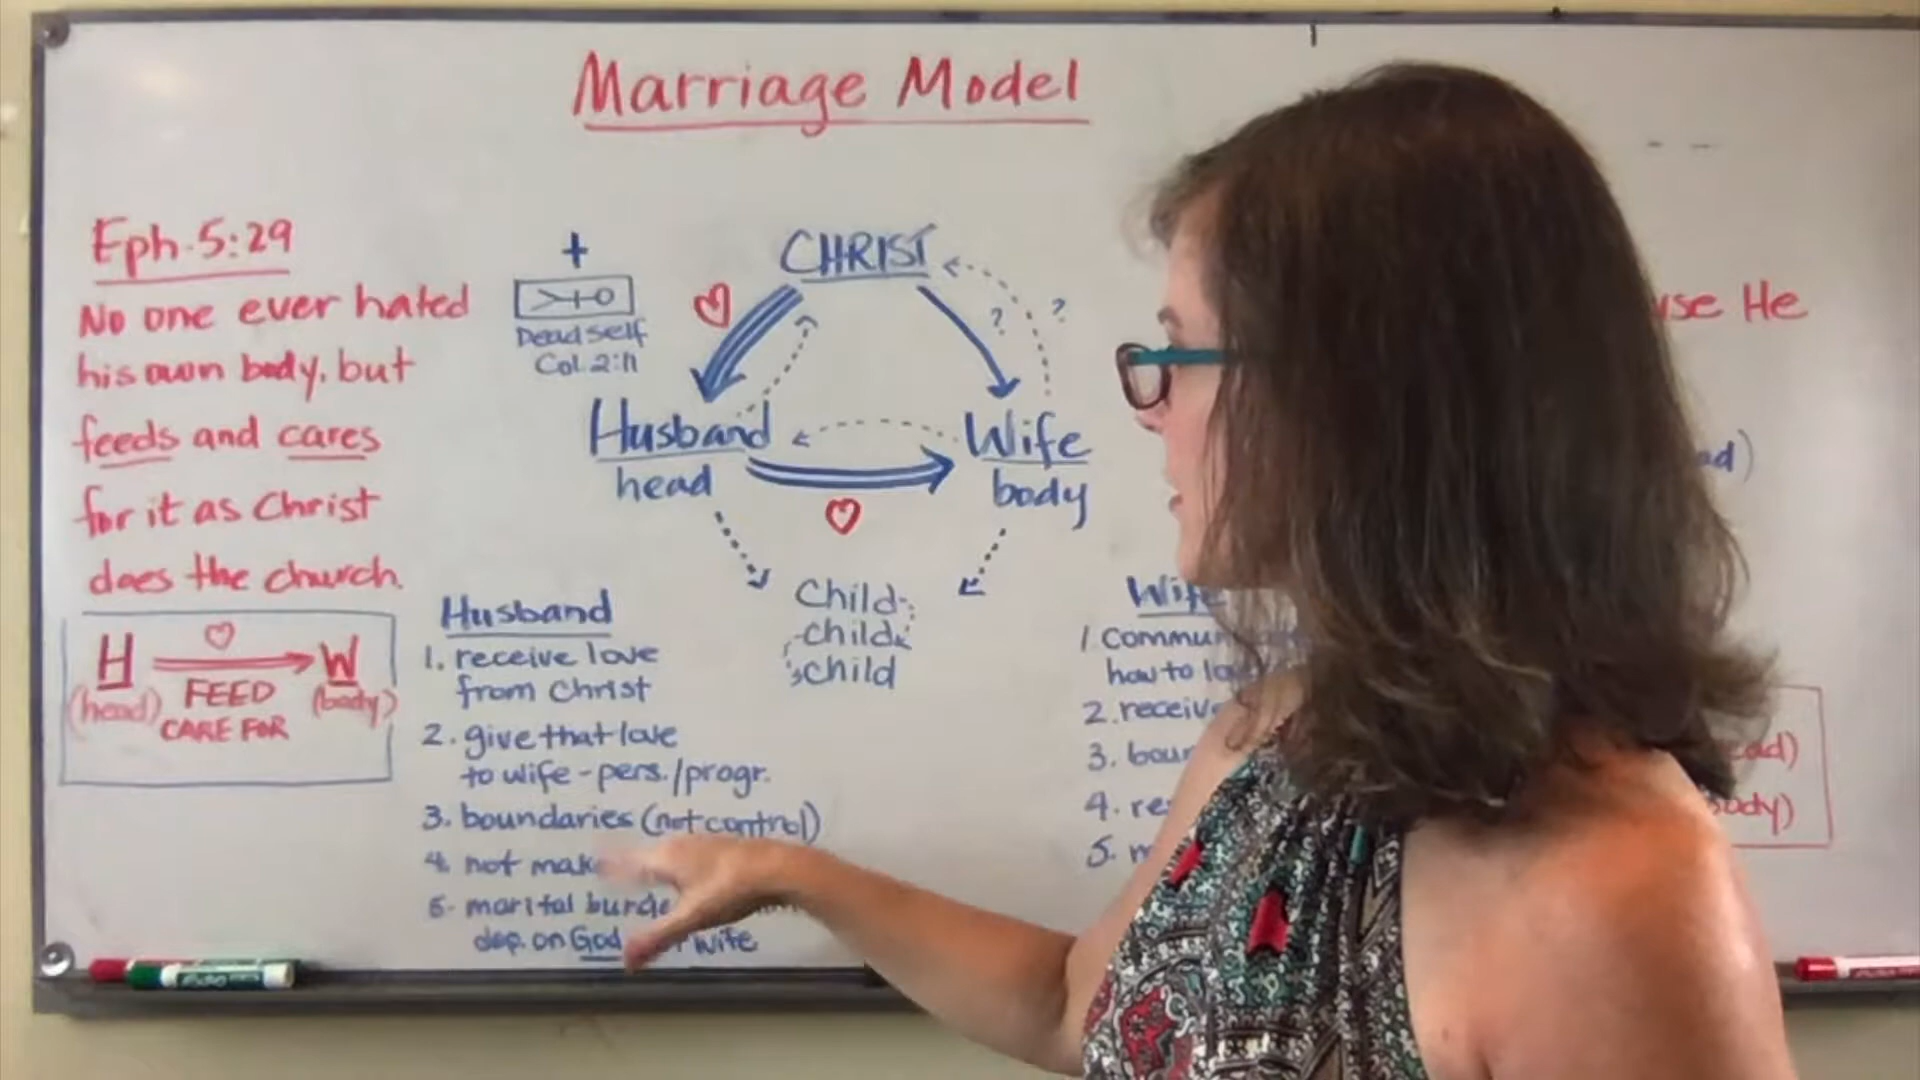 Marriage Model
Eph. 5:29
No one ever hated
his own body, but
feeds and cares
for it as Christ
does the church.
H W
(head) FEED (body)
CARE FOR
+
Dead self
Col. 2:11
CHRIST
? ?
Husband Wife
head body
Child
child
child
Husband
1. receive love
from Christ
2. give that love
to wife - pers./progr.
3. boundaries (not control)
4. not
5. marital
dep. on God wife
Wife
1
how to
2.
3.
4.
5.
He